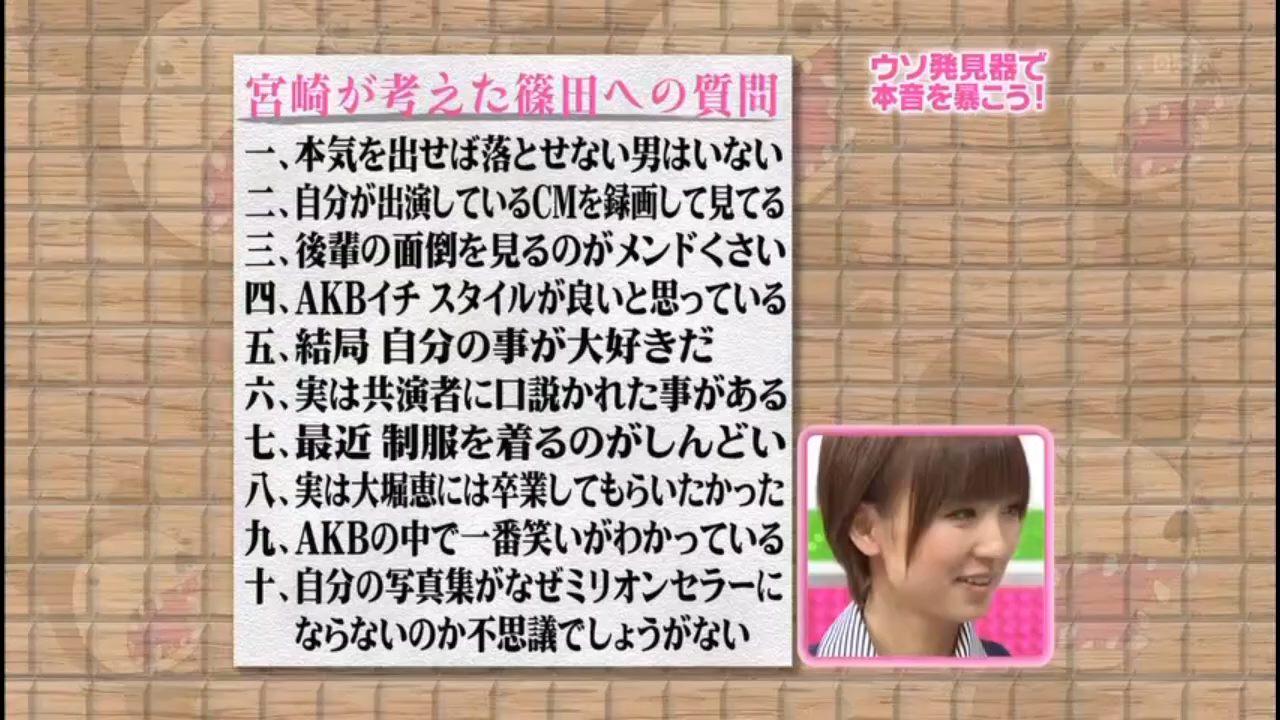 ウソ発見器で
本音を暴こう!
宮崎が考えた篠田への質問
一、本気を出せば落とせない男はいない
二、自分が出演しているCMを録画して見てる
三、後輩の面倒を見るのがメンドくさい
四、AKBイチ スタイルが良いと思っている
五、結局 自分の事が大好きだ
六、実は共演者に口説かれた事がある
七、最近 制服を着るのがしんどい
八、実は大堀恵には卒業してもらいたかった
九、AKBの中で一番笑いがわかっている
十、自分の写真集がなぜミリオンセラーに
ならないのか不思議でしょうがない